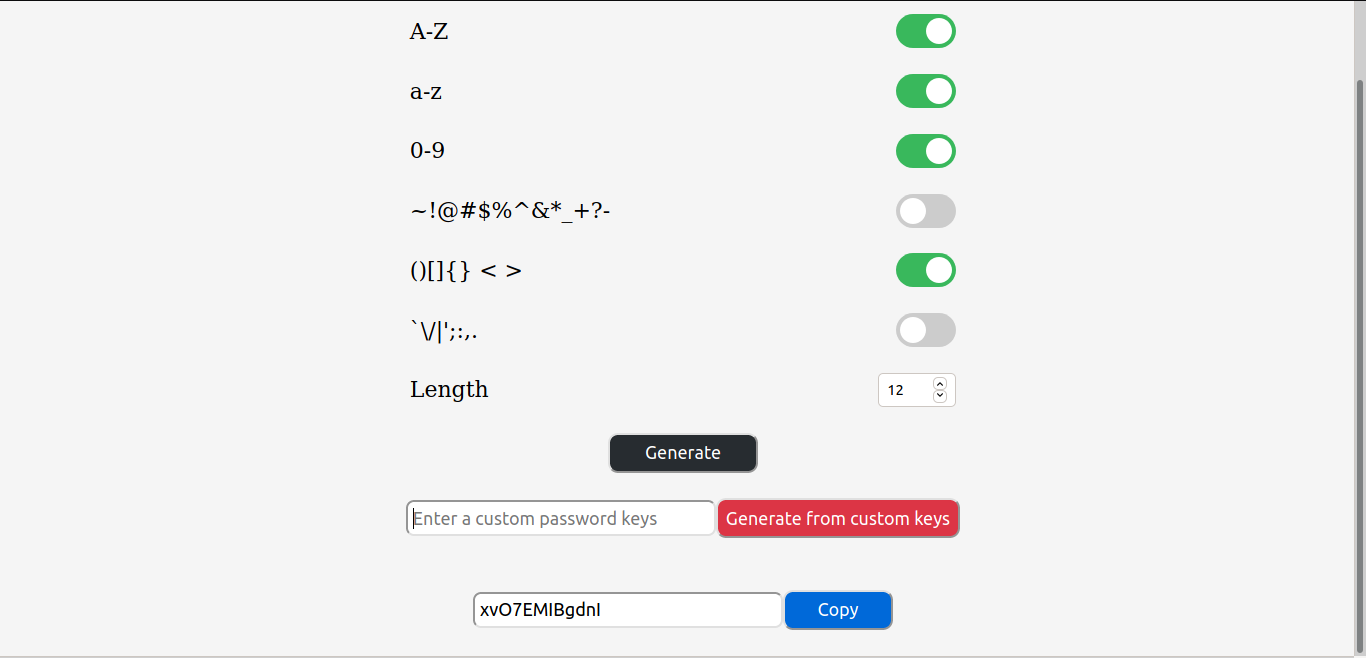 A-Z
a-z
0-9
~!@#$%^&*_+?-
()[]{} < >
`\/|';:,.
Length 12
Generate
Enter a custom password keys Generate from custom keys
xvO7EMIBgdnI Copy